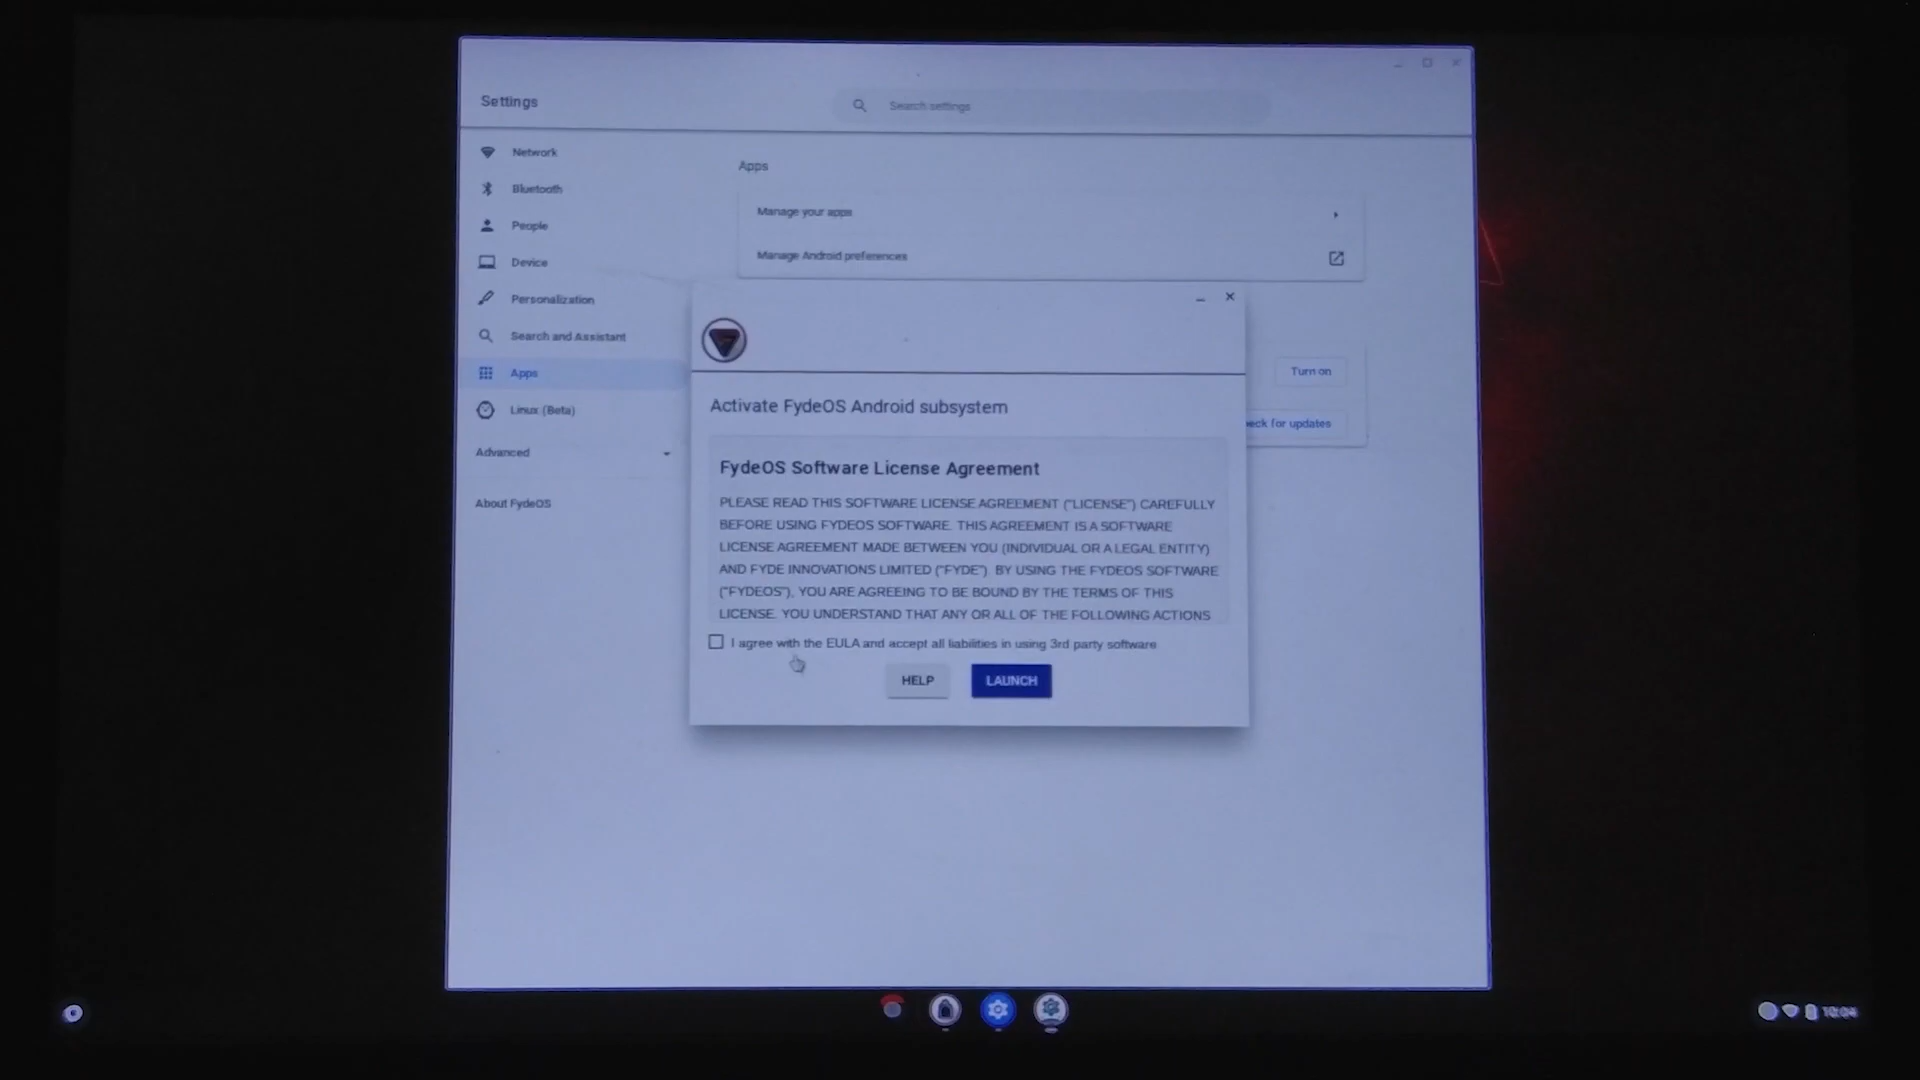 Settings
Search settings
Network
Bluetooth
People
Device
Personalization
Search and Assistant
Apps
Linux (Beta)
Advanced
About FydeOS
Apps
Manage your apps
Manage Android preferences
Turn on
eck for updates
Activate FydeOS Android subsystem
FydeOS Software License Agreement
PLEASE READ THIS SOFTWARE LICENSE AGREEMENT ("LICENSE") CAREFULLY
BEFORE USING FYDEOS SOFTWARE. THIS AGREEMENT IS A SOFTWARE
LICENSE AGREEMENT MADE BETWEEN YOU (INDIVIDUAL OR A LEGAL ENTITY)
AND FYDE INNOVATIONS LIMITED ("FYDE"). BY USING THE FYDEOS SOFTWARE
("FYDEOS"), YOU ARE AGREEING TO BE BOUND BY THE TERMS OF THIS
LICENSE. YOU UNDERSTAND THAT ANY OR ALL OF THE FOLLOWING ACTIONS
I agree with the EULA and accept all liabilities in using 3rd party software
HELP
LAUNCH
10:04